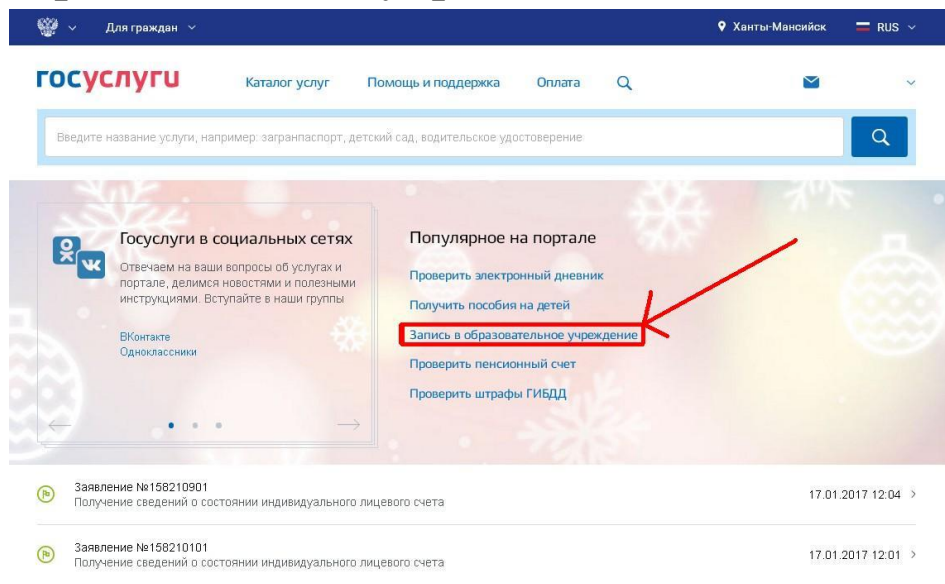 Для граждан
Ханты-Мансийск
RUS
госуслуги
Каталог услуг
Помощь и поддержка
Оплата
Введите название услуги, например: загранпаспорт, детский сад, водительское удостоверение
Госуслуги в социальных сетях
Отвечаем на ваши вопросы об услугах и
портале, делимся новостями и полезными
инструкциями. Вступайте в наши группы
ВКонтакте
Одноклассники
Популярное на портале
Проверить электронный дневник
Получить пособия на детей
Запись в образовательное учреждение
Проверить пенсионный счет
Проверить штрафы ГИБДД
Заявление №158210901
Получение сведений о состоянии индивидуального лицевого счета
17.01.2017 12:04
Заявление №158210101
Получение сведений о состоянии индивидуального лицевого счета
17.01.2017 12:01